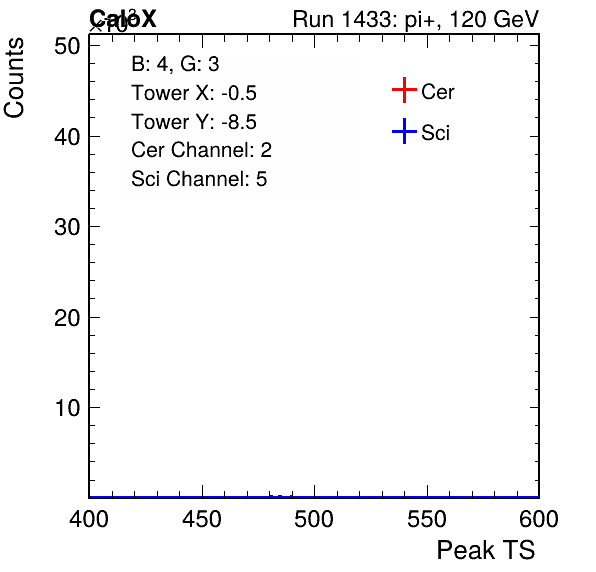 CaloX Run 1433: pi+, 120 GeV
×10³
Counts
B: 4, G: 3
Tower X: -0.5
Tower Y: -8.5
Cer Channel: 2
Sci Channel: 5
Cer
Sci
50
40
30
20
10
400 450 500 550 600
Peak TS